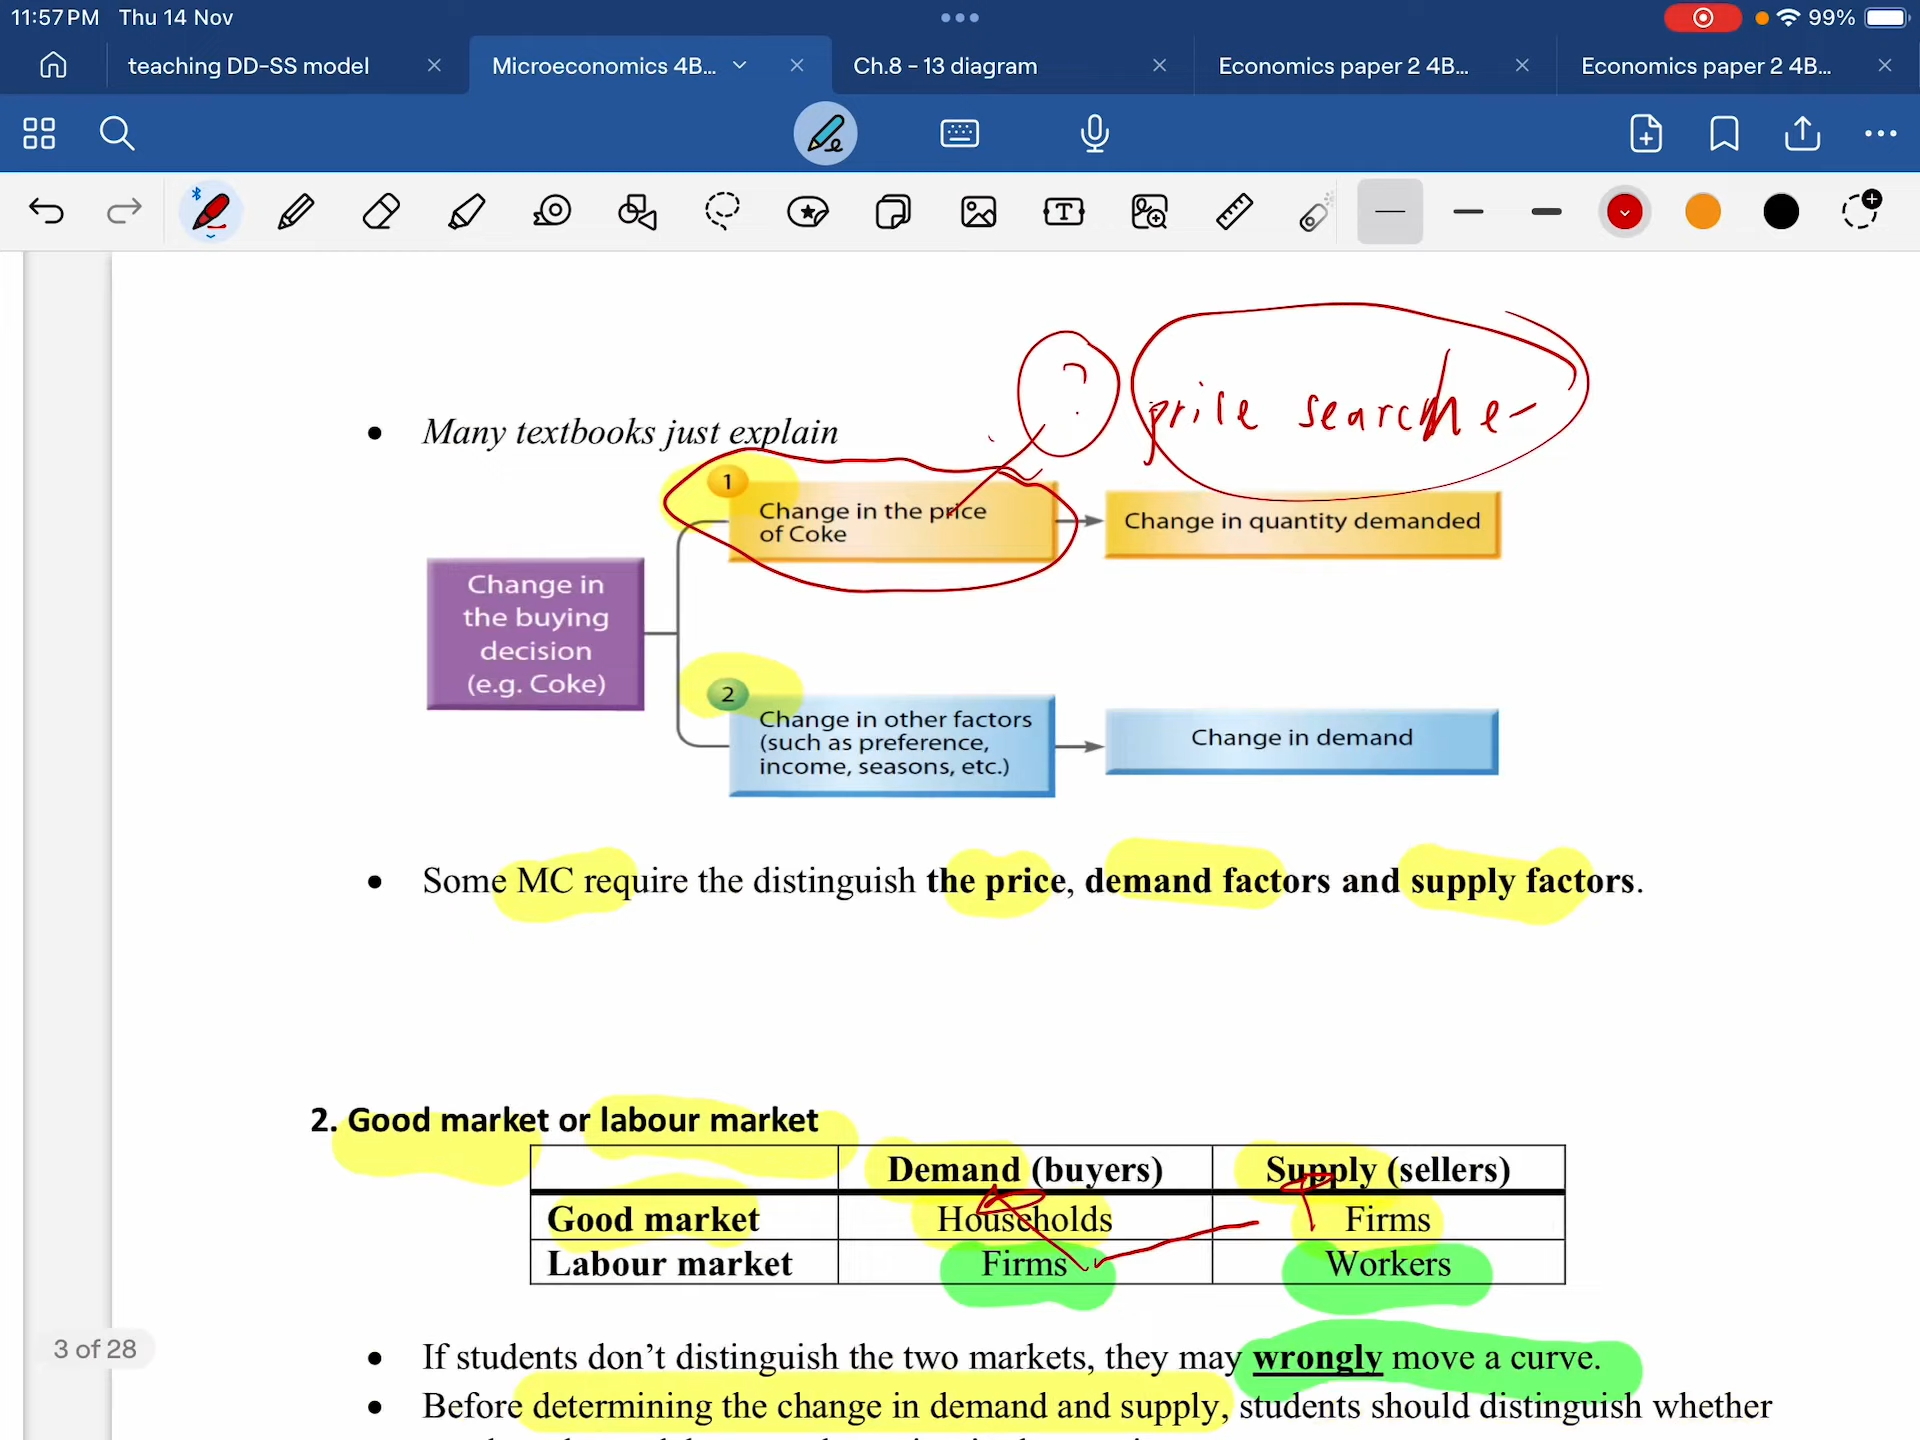 11:57 PM Thu 14 Nov
99%
teaching DD-SS model
Microeconomics 4B...
Ch.8 - 13 diagram
Economics paper 2 4B...
Economics paper 2 4B...
?
price searche
• Many textbooks just explain
1
Change in the price
of Coke
Change in quantity demanded
Change in
the buying
decision
(e.g. Coke)
2
Change in other factors
(such as preference,
income, seasons, etc.)
Change in demand
• Some MC require the distinguish the price, demand factors and supply factors.
2. Good market or labour market
Demand (buyers) Supply (sellers)
Good market Households Firms
Labour market Firms Workers
3 of 28
• If students don’t distinguish the two markets, they may wrongly move a curve.
• Before determining the change in demand and supply, students should distinguish whether